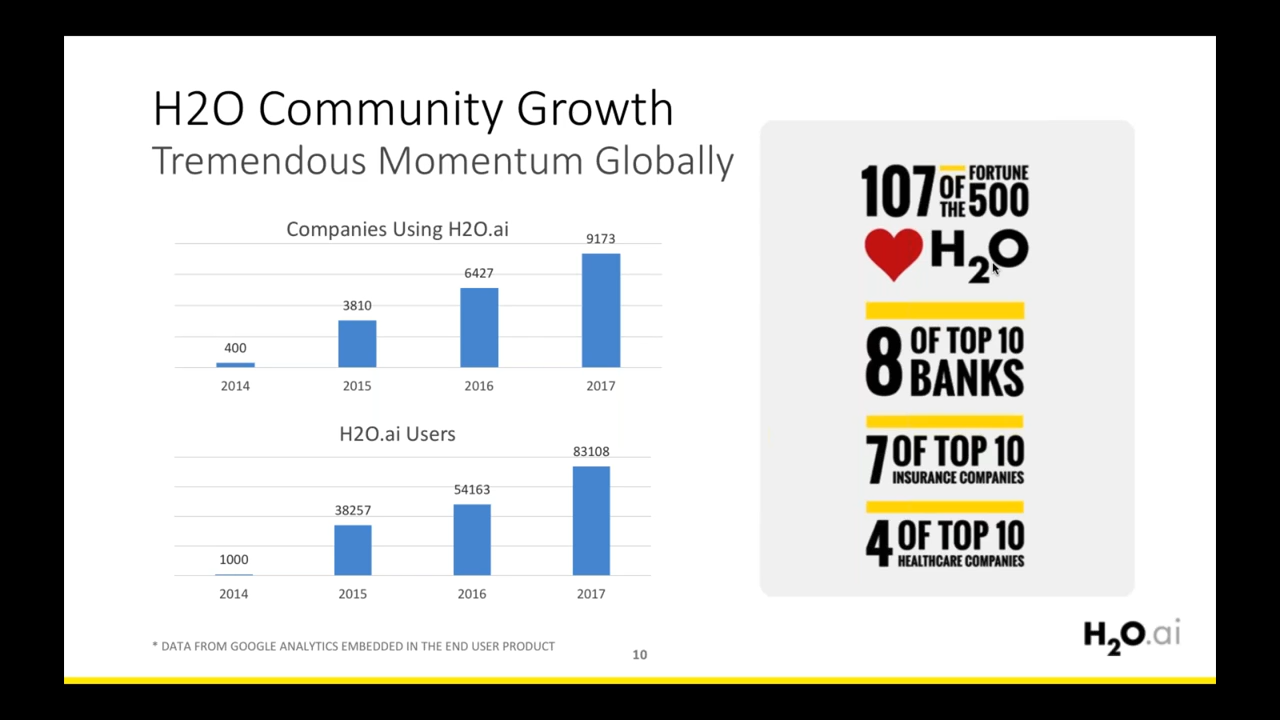 H2O Community Growth
Tremendous Momentum Globally
Companies Using H2O.ai
400
3810
6427
9173
2014
2015
2016
2017
H2O.ai Users
1000
38257
54163
83108
2014
2015
2016
2017
* DATA FROM GOOGLE ANALYTICS EMBEDDED IN THE END USER PRODUCT
10
107 OF THE FORTUNE 500
H2O
8 OF TOP 10
BANKS
7 OF TOP 10
INSURANCE COMPANIES
4 OF TOP 10
HEALTHCARE COMPANIES
H2O.ai